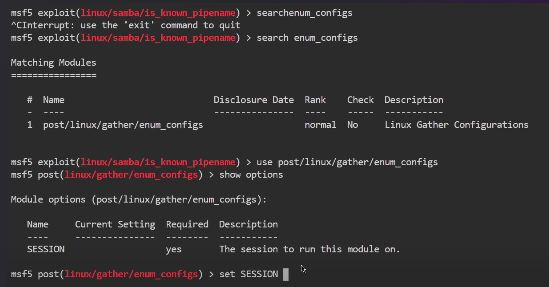 msf5 exploit(linux/samba/is_known_pipename) > searchenum_configs
^CInterrupt: use the 'exit' command to quit
msf5 exploit(linux/samba/is_known_pipename) > search enum_configs
Matching Modules
================
# Name Disclosure Date Rank Check Description
- ---- --------------- ---- ----- -----------
1 post/linux/gather/enum_configs normal No Linux Gather Configurations
msf5 exploit(linux/samba/is_known_pipename) > use post/linux/gather/enum_configs
msf5 post(linux/gather/enum_configs) > show options
Module options (post/linux/gather/enum_configs):
Name Current Setting Required Description
---- --------------- -------- -----------
SESSION yes The session to run this module on.
msf5 post(linux/gather/enum_configs) > set SESSION